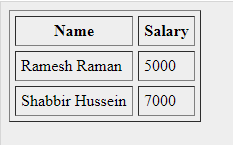 Name Salary
Ramesh Raman 5000
Shabbir Hussein 7000